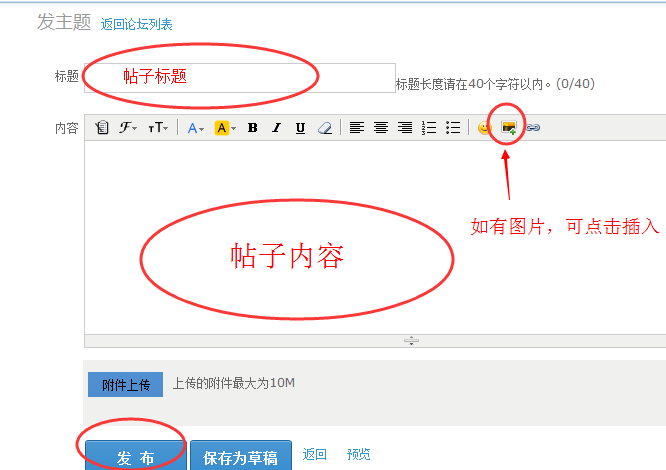 发主题 返回论坛列表
标题 帖子标题 标题长度请在40个字符以内。(0/40)
内容 ℱ тT A A B I U
如有图片，可点击插入
帖子内容
附件上传 上传的附件最大为10M
发 布 保存为草稿 返回 预览